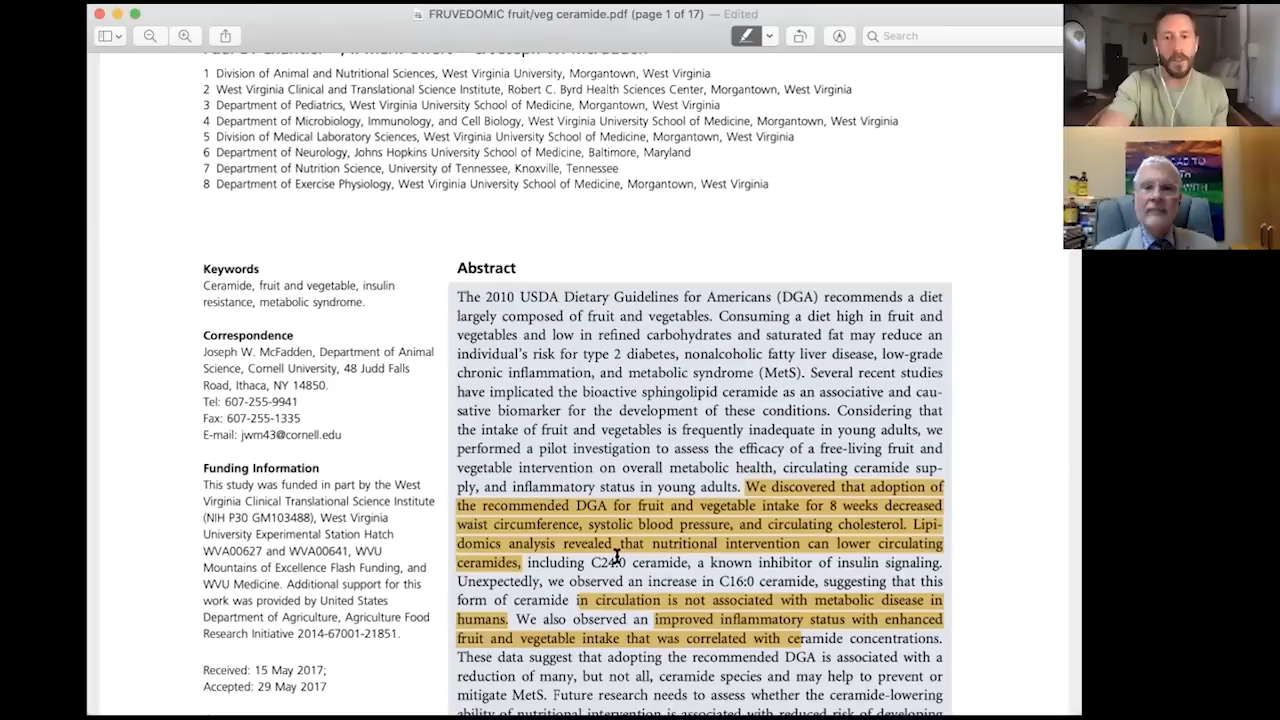 FRUVEDOMIC fruit/veg ceramide.pdf (page 1 of 17) — Edited
Search
1 Division of Animal and Nutritional Sciences, West Virginia University, Morgantown, West Virginia
2 West Virginia Clinical and Translational Science Institute, Robert C. Byrd Health Sciences Center, Morgantown, West Virginia
3 Department of Pediatrics, West Virginia University School of Medicine, Morgantown, West Virginia
4 Department of Microbiology, Immunology, and Cell Biology, West Virginia University School of Medicine, Morgantown, West Virginia
5 Division of Medical Laboratory Sciences, West Virginia University School of Medicine, Morgantown, West Virginia
6 Department of Neurology, Johns Hopkins University School of Medicine, Baltimore, Maryland
7 Department of Nutrition Science, University of Tennessee, Knoxville, Tennessee
8 Department of Exercise Physiology, West Virginia University School of Medicine, Morgantown, West Virginia
Keywords
Ceramide, fruit and vegetable, insulin
resistance, metabolic syndrome.
Correspondence
Joseph W. McFadden, Department of Animal
Science, Cornell University, 48 Judd Falls
Road, Ithaca, NY 14850.
Tel: 607-255-9941
Fax: 607-255-1335
E-mail: jwm43@cornell.edu
Funding Information
This study was funded in part by the West
Virginia Clinical Translational Science Institute
(NIH P30 GM103488), West Virginia
University Experimental Station Hatch
WVA00627 and WVA00641, WVU
Mountains of Excellence Flash Funding, and
WVU Medicine. Additional support for this
work was provided by United States
Department of Agriculture, Agriculture Food
Research Initiative 2014-67001-21851.
Received: 15 May 2017;
Accepted: 29 May 2017
Abstract
The 2010 USDA Dietary Guidelines for Americans (DGA) recommends a diet
largely composed of fruit and vegetables. Consuming a diet high in fruit and
vegetables and low in refined carbohydrates and saturated fat may reduce an
individual's risk for type 2 diabetes, nonalcoholic fatty liver disease, low-grade
chronic inflammation, and metabolic syndrome (MetS). Several recent studies
have implicated the bioactive sphingolipid ceramide as an associative and cau-
sative biomarker for the development of these conditions. Considering that
the intake of fruit and vegetables is frequently inadequate in young adults, we
performed a pilot investigation to assess the efficacy of a free-living fruit and
vegetable intervention on overall metabolic health, circulating ceramide sup-
ply, and inflammatory status in young adults. We discovered that adoption of
the recommended DGA for fruit and vegetable intake for 8 weeks decreased
waist circumference, systolic blood pressure, and circulating cholesterol. Lipi-
domics analysis revealed that nutritional intervention can lower circulating
ceramides, including ceramide, a known inhibitor of insulin signaling.
Unexpectedly, we observed an increase in C16:0 ceramide, suggesting that this
form of ceramide in circulation is not associated with metabolic disease in
humans. We also observed an improved inflammatory status with enhanced
fruit and vegetable intake that was correlated with ceramide concentrations.
These data suggest that adopting the recommended DGA is associated with a
reduction of many, but not all, ceramide species and may help to prevent or
mitigate MetS. Future research needs to assess whether the ceramide-lowering
ability of nutritional intervention is associated with reduced risk of developing